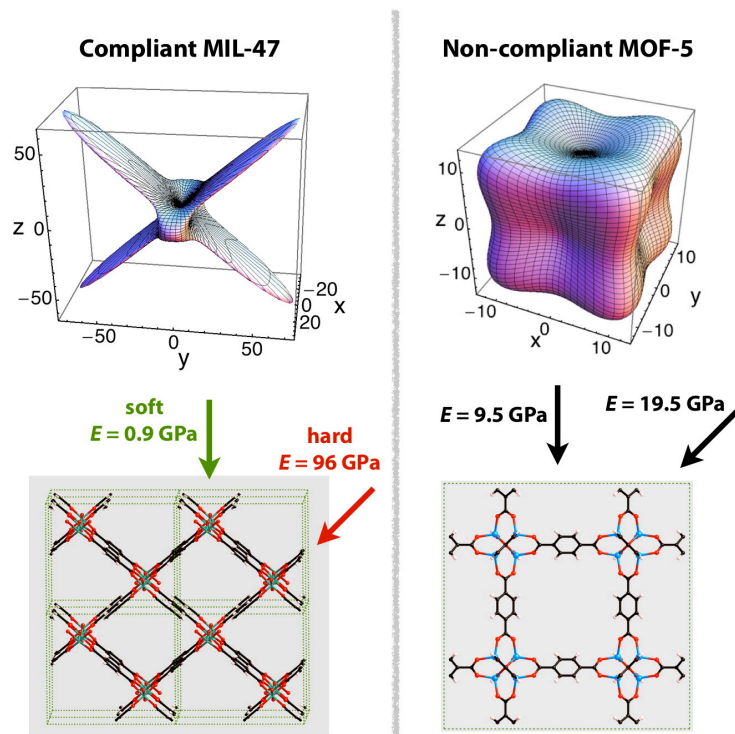 Compliant MIL-47
50
z 0
−50
−50
0
50
y
−20
0
20
x
soft
E = 0.9 GPa
hard
E = 96 GPa
Non-compliant MOF-5
10
z
0
−10
−10
0
10
x
10
0
−10
y
E = 9.5 GPa
E = 19.5 GPa